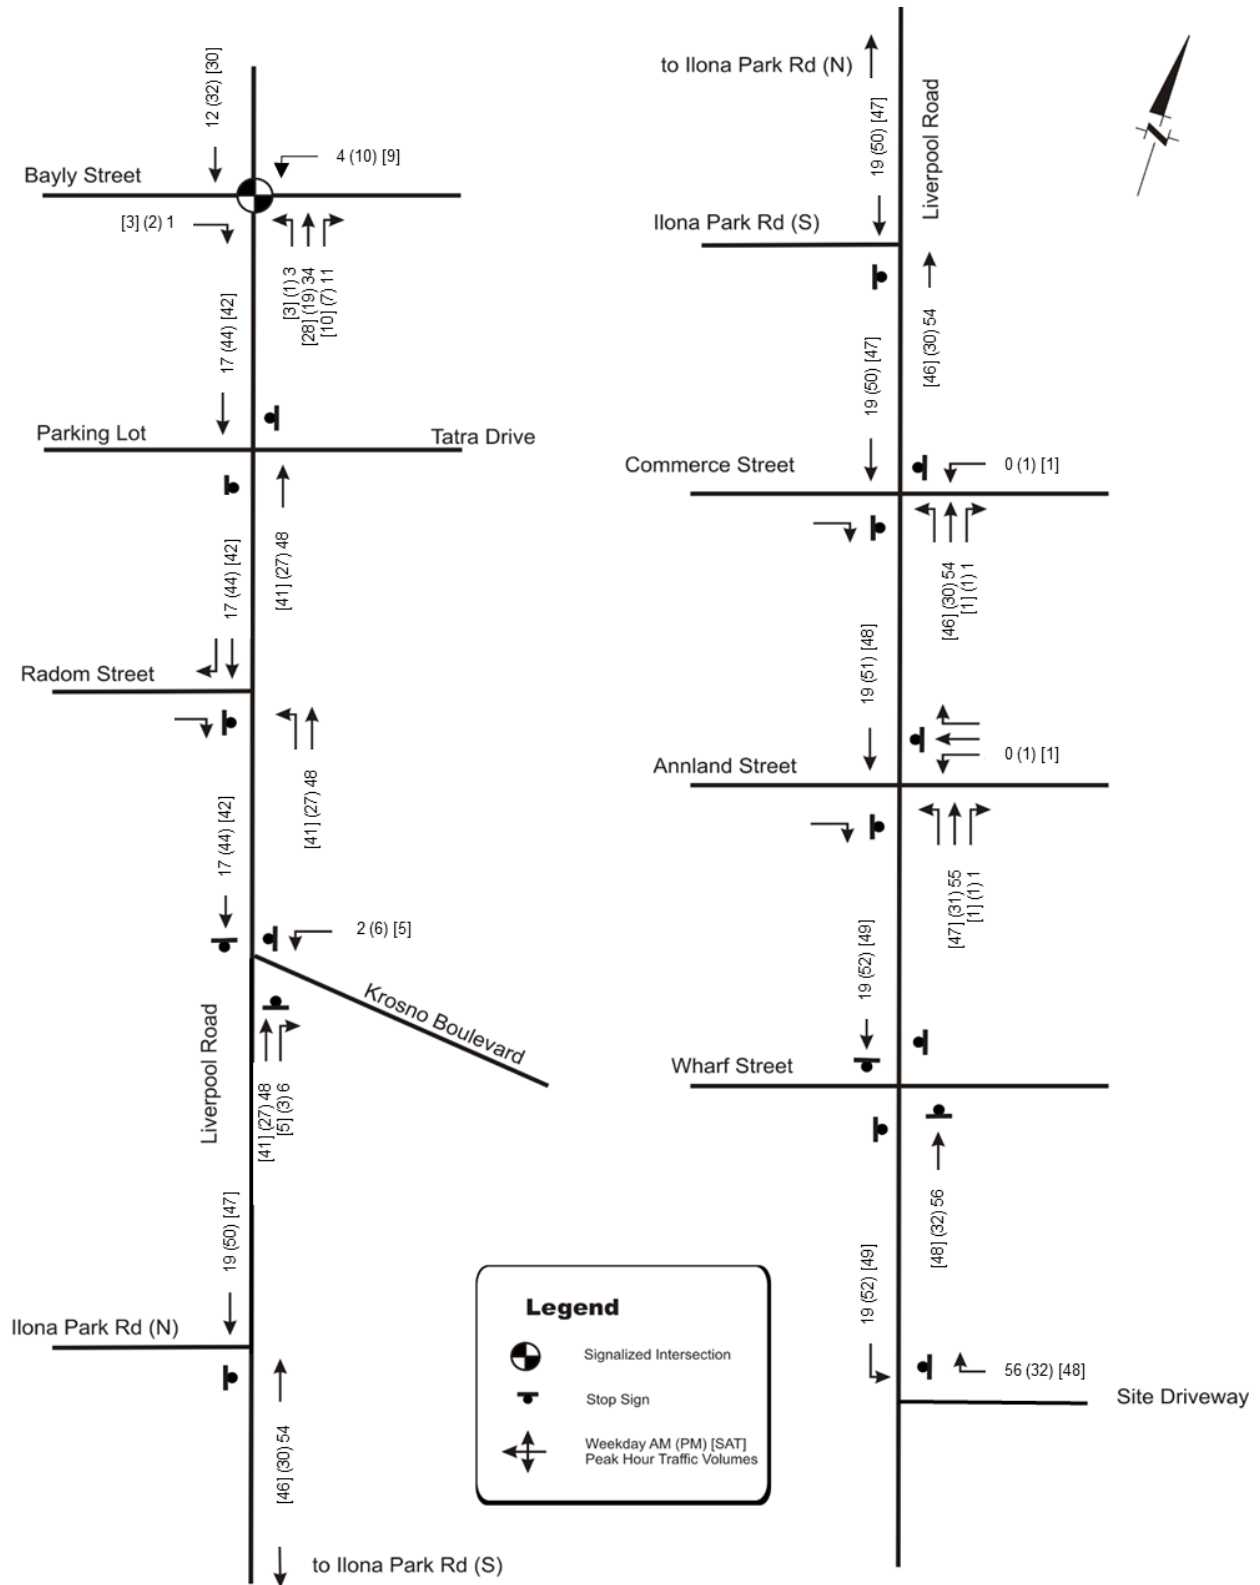 12 (32) [30]
4 (10) [9]
Bayly Street
[3] (2) 1
[3] (1) 3
[28] (19) 34
[10] (7) 11
17 (44) [42]
Parking Lot
Tatra Drive
17 (44) [42]
[41] (27) 48
Radom Street
[41] (27) 48
17 (44) [42]
2 (6) [5]
Krosno Boulevard
Liverpool Road
[41] (27) 48
[5] (3) 6
19 (50) [47]
Ilona Park Rd (N)
[46] (30) 54
to Ilona Park Rd (S)
to Ilona Park Rd (N)
19 (50) [47]
Liverpool Road
Ilona Park Rd (S)
[46] (30) 54
19 (50) [47]
Commerce Street
0 (1) [1]
[46] (30) 54
[1] (1) 1
19 (51) [48]
Annland Street
0 (1) [1]
[47] (31) 55
[1] (1) 1
19 (52) [49]
Wharf Street
[48] (32) 56
19 (52) [49]
56 (32) [48]
Site Driveway
N
Legend
Signalized Intersection
Stop Sign
Weekday AM (PM) [SAT]
Peak Hour Traffic Volumes